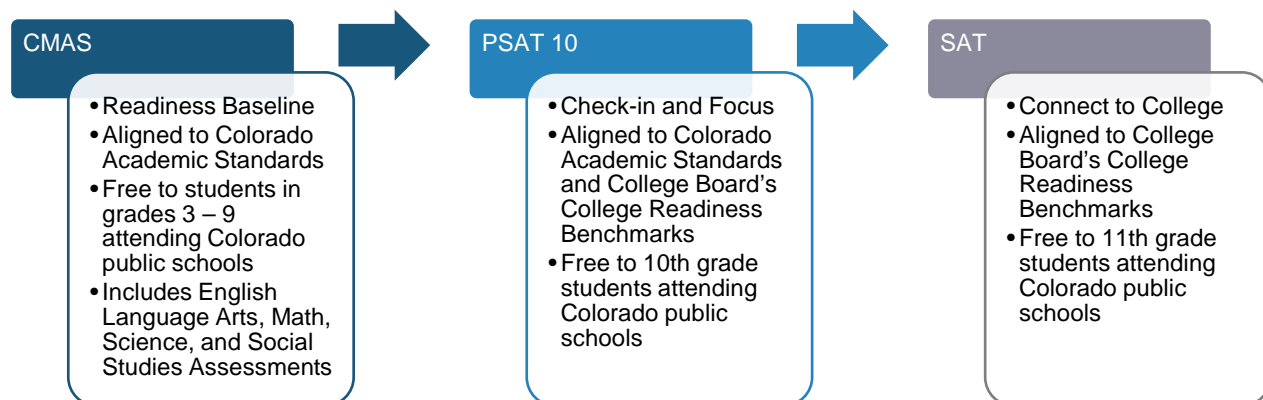 CMAS
• Readiness Baseline
• Aligned to Colorado
Academic Standards
• Free to students in
grades 3 – 9
attending Colorado
public schools
• Includes English
Language Arts, Math,
Science, and Social
Studies Assessments
PSAT 10
• Check-in and Focus
• Aligned to Colorado
Academic Standards
and College Board's
College Readiness
Benchmarks
• Free to 10th grade
students attending
Colorado public
schools
SAT
• Connect to College
• Aligned to College
Board's College
Readiness
Benchmarks
• Free to 11th grade
students attending
Colorado public
schools